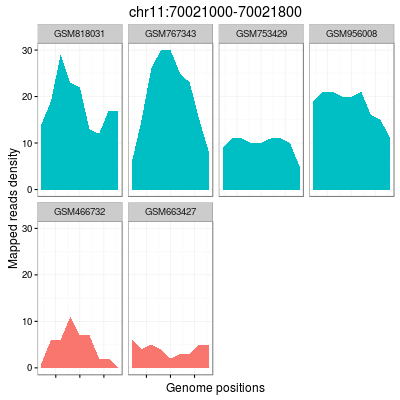 chr11:70021000-70021800
GSM818031 GSM767343 GSM753429 GSM956008
30
20
10
0
GSM466732 GSM663427
30
20
10
0
Mapped reads density
Genome positions